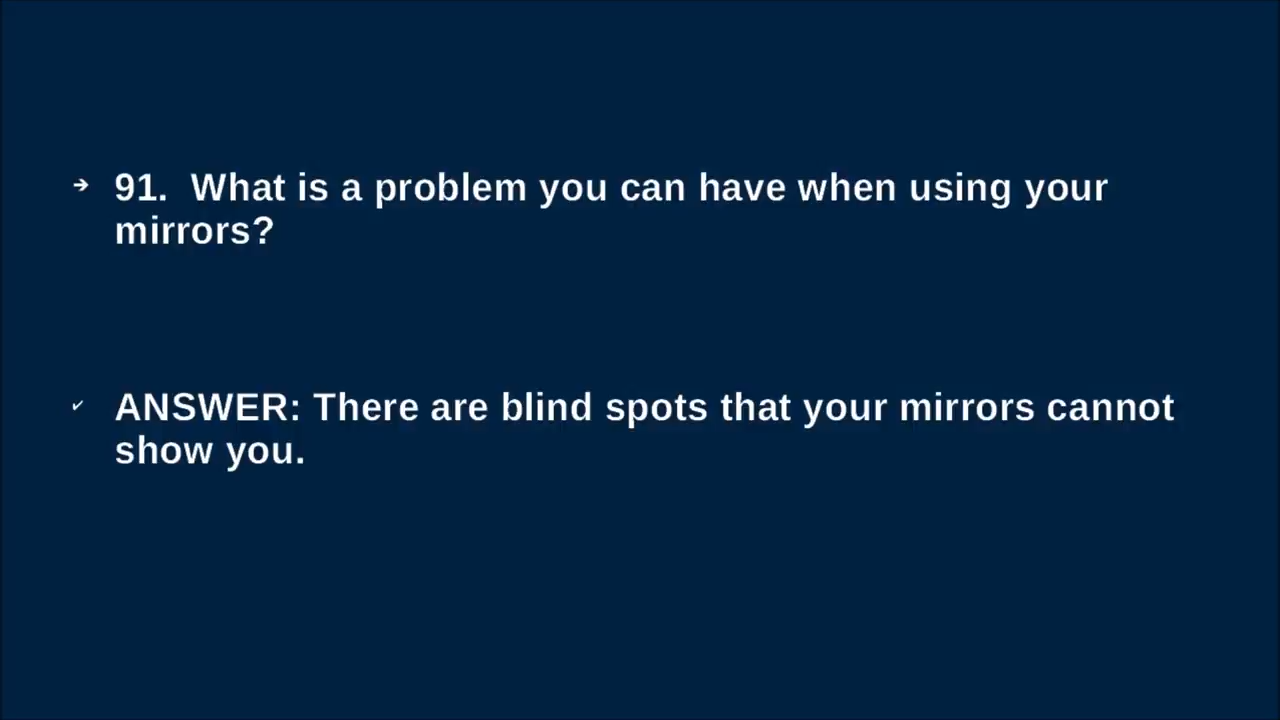 ➔ 91.  What is a problem you can have when using your
mirrors?
✔ ANSWER: There are blind spots that your mirrors cannot
show you.